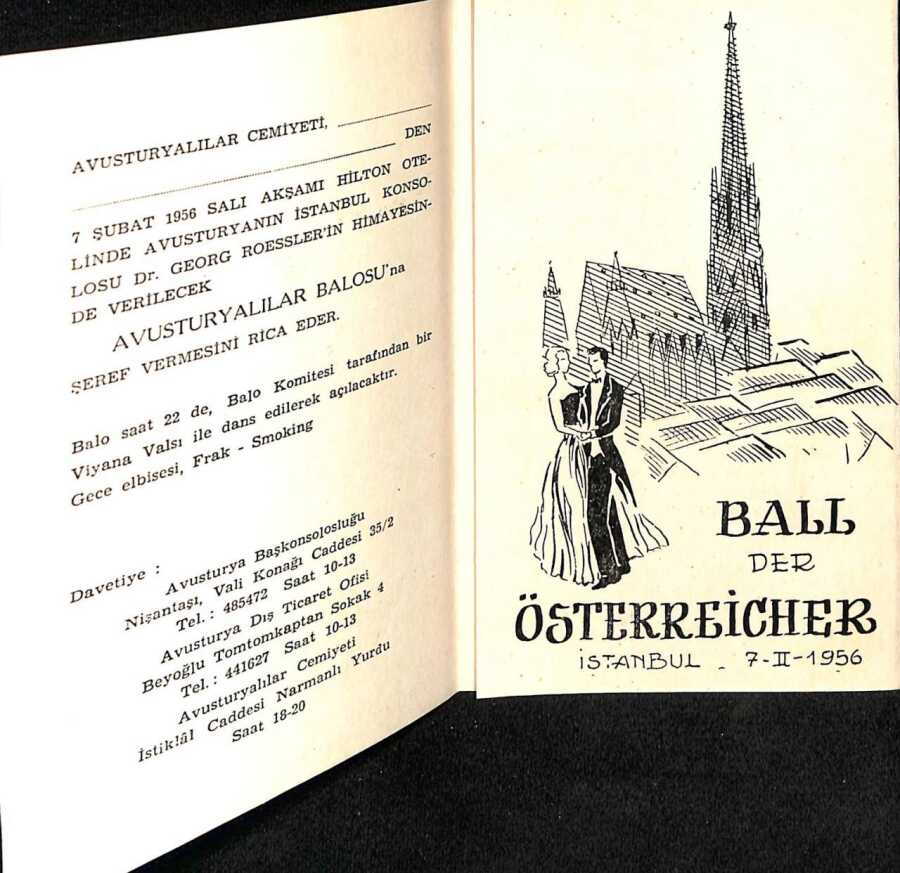 AVUSTURYALILAR CEMİYETİ,
DEN
7 ŞUBAT 1956 SALI AKŞAMI HİLTON OTE-
LİNDE AVUSTURYANIN İSTANBUL KONSO-
LOSU Dr. GEORG ROESSLER'İN HİMAYESİN-
DE VERİLECEK
AVUSTURYALILAR BALOSU'na
ŞEREF VERMESİNİ RİCA EDER.
Balo saat 22 de, Balo Komitesi tarafından bir
Viyana Valsı ile dans edilerek açılacaktır.
Gece elbisesi, Frak - Smoking
Davetiye :
Avusturya Başkonsolosluğu
Nişantaşı, Vali Konağı Caddesi 35/2
Tel. : 485472 Saat 10-13
Avusturya Dış Ticaret Ofisi
Beyoğlu Tomtomkaptan Sokak 4
Tel. : 441627 Saat 10-13
Avusturyalılar Cemiyeti
İstiklâl Caddesi Narmanlı Yurdu
Saat 18-20
BALL
DER
ÖSTERREİCHER
İSTANBUL - 7-II-1956